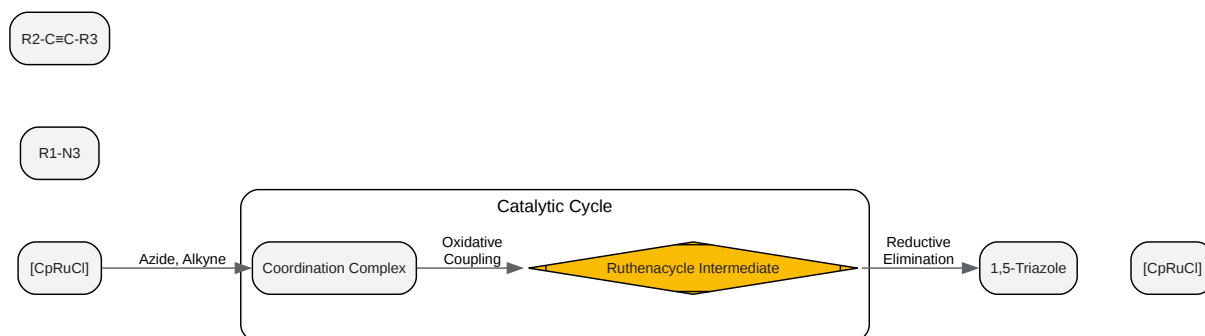 R2-C≡C-R3
R1-N3
Catalytic Cycle
[CpRuCl]
Azide, Alkyne
Coordination Complex
Oxidative
Coupling
Ruthenacycle Intermediate
Reductive
Elimination
1,5-Triazole
[CpRuCl]